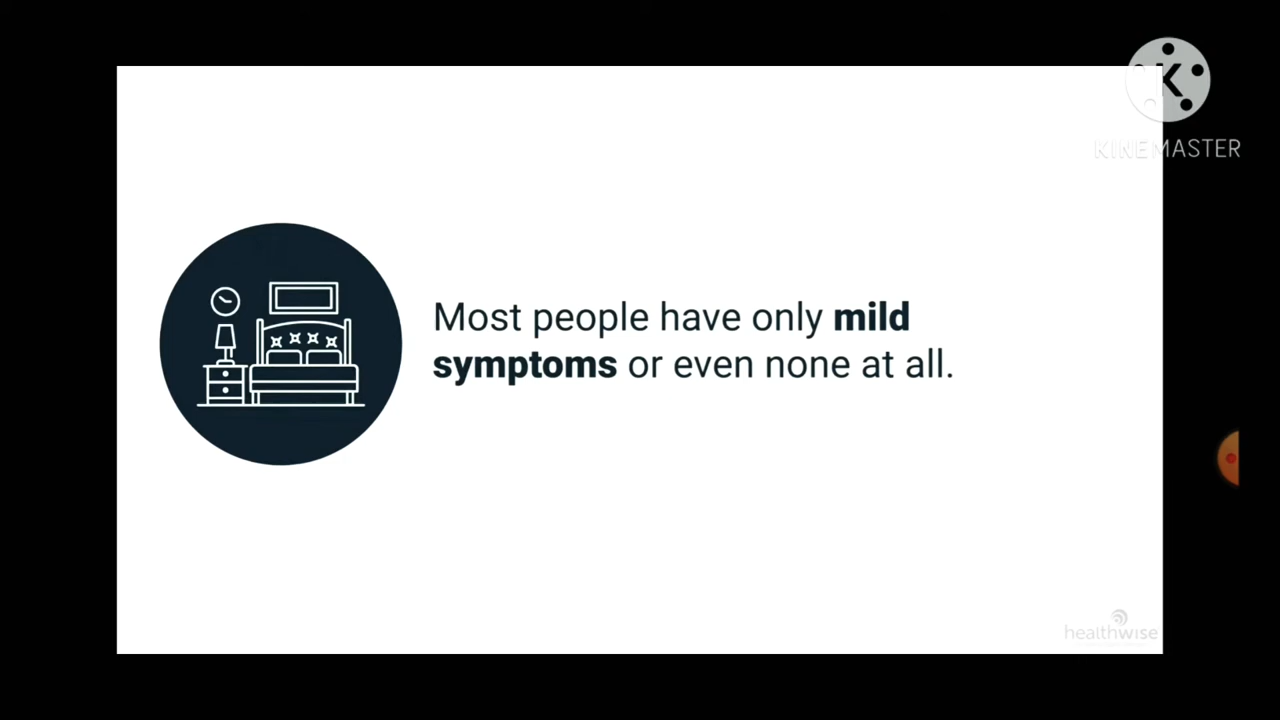 K
KINEMASTER
Most people have only mild
symptoms or even none at all.
healthwise